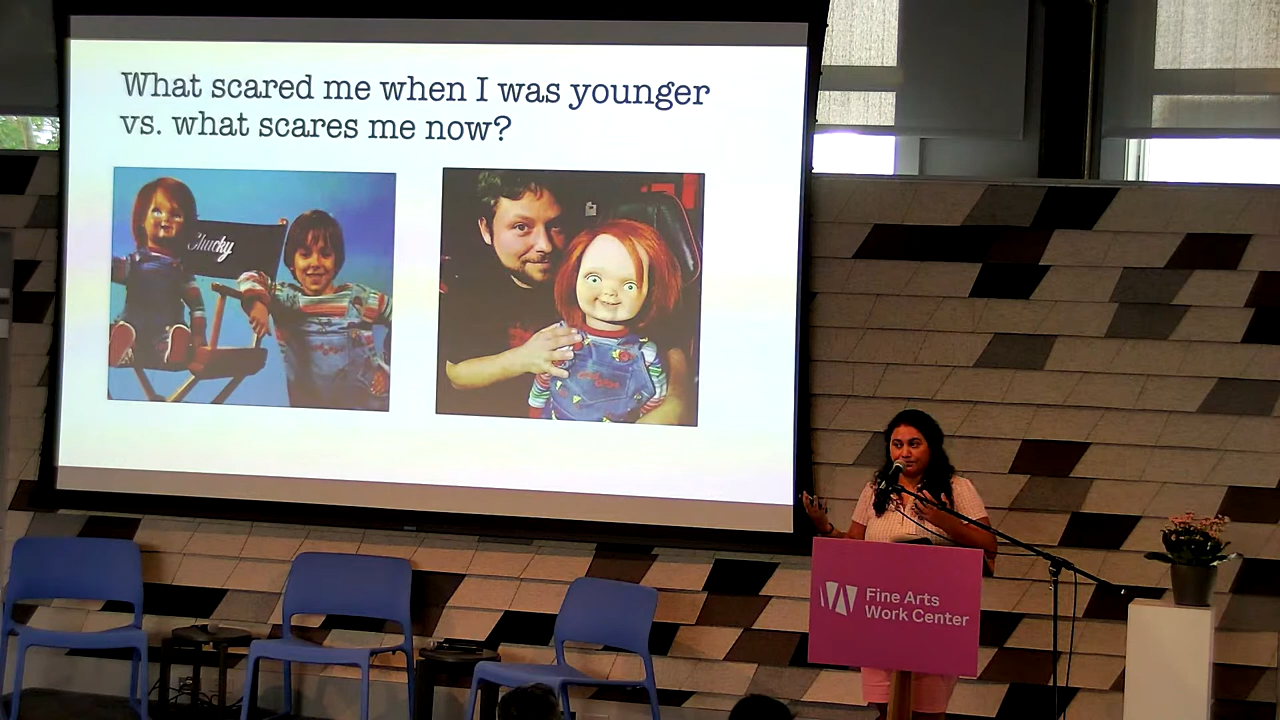 What scared me when I was younger
vs. what scares me now?
Chucky
Fine Arts
Work Center